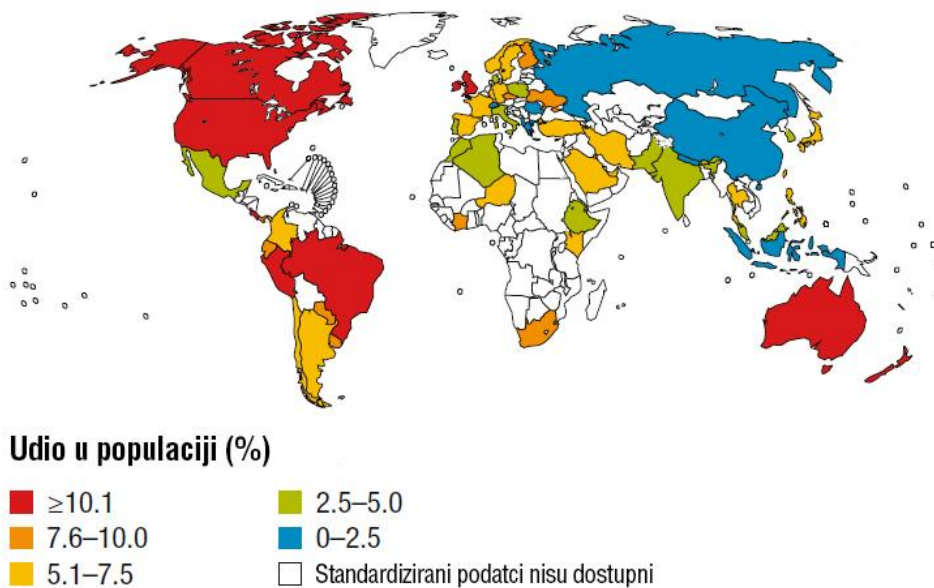 Udio u populaciji (%)
≥10.1
7.6–10.0
5.1–7.5
2.5–5.0
0–2.5
Standardizirani podatci nisu dostupni